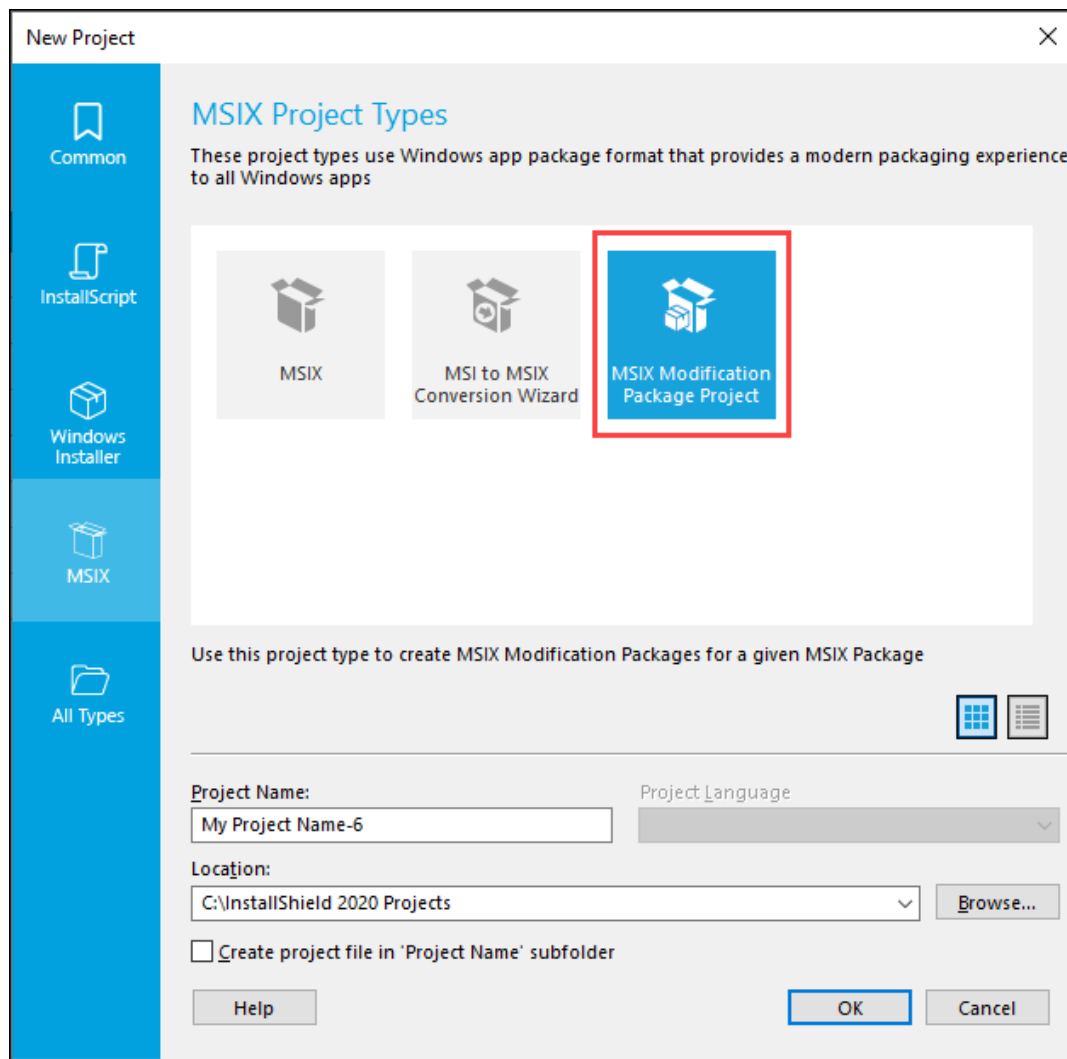 New Project
Common
InstallScript
Windows
Installer
MSIX
All Types
MSIX Project Types
These project types use Windows app package format that provides a modern packaging experience
to all Windows apps
MSIX
MSI to MSIX
Conversion Wizard
MSIX Modification
Package Project
Use this project type to create MSIX Modification Packages for a given MSIX Package
Project Name:
Project Language
My Project Name-6
Location:
C:\InstallShield 2020 Projects
Browse...
Create project file in 'Project Name' subfolder
Help
OK
Cancel